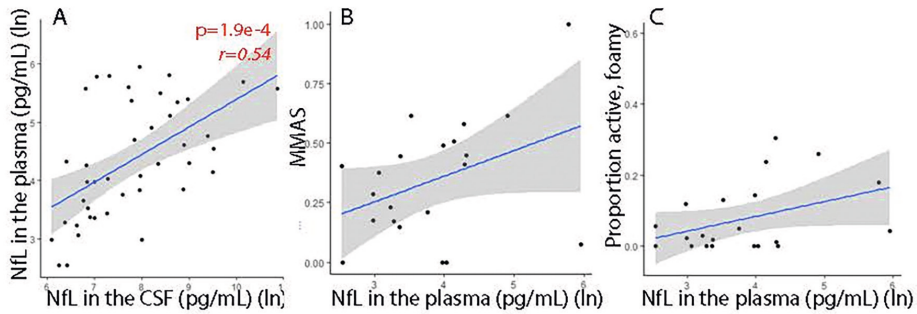 A
p=1.9e-4
r=0.54
NfL in the plasma (pg/mL) (ln)
6
5
4
3
6
7
8
9
10
11
NfL in the CSF (pg/mL) (ln)
B
MMAS
1.00
0.75
0.50
0.25
0.00
3
4
5
6
NfL in the plasma (pg/mL) (ln)
C
Proportion active, foamy
0.6
0.4
0.2
0.0
3
4
5
6
NfL in the plasma (pg/mL) (ln)